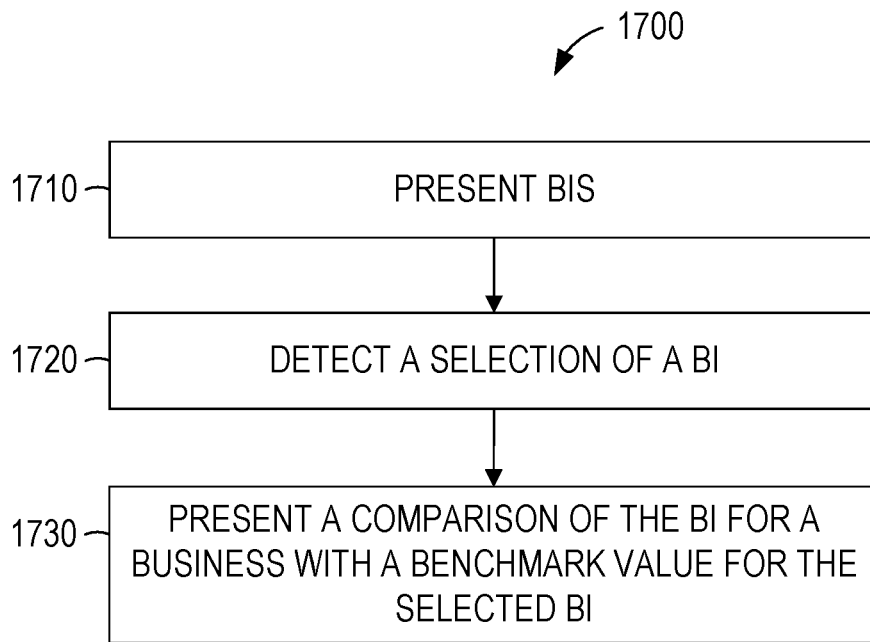 1700
1710
PRESENT BIS
1720
DETECT A SELECTION OF A BI
1730
PRESENT A COMPARISON OF THE BI FOR A
BUSINESS WITH A BENCHMARK VALUE FOR THE
SELECTED BI